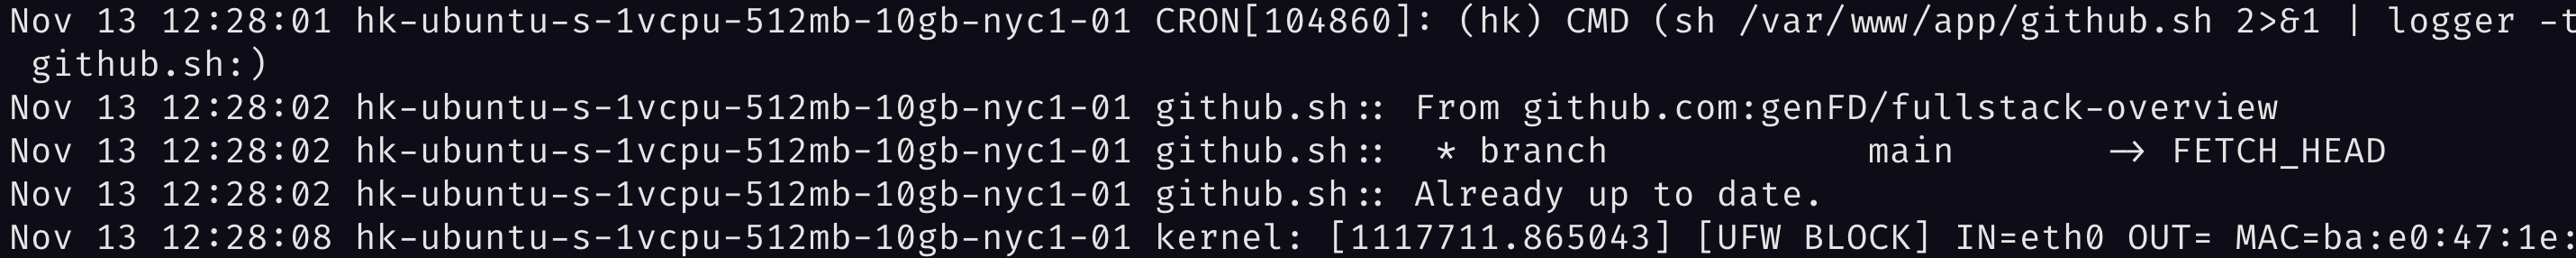 Nov 13 12:28:01 hk-ubuntu-s-1vcpu-512mb-10gb-nyc1-01 CRON[104860]: (hk) CMD (sh /var/www/app/github.sh 2>&1 | logger -t
github.sh:)
Nov 13 12:28:02 hk-ubuntu-s-1vcpu-512mb-10gb-nyc1-01 github.sh:: From github.com:genFD/fullstack-overview
Nov 13 12:28:02 hk-ubuntu-s-1vcpu-512mb-10gb-nyc1-01 github.sh::  * branch            main       -> FETCH_HEAD
Nov 13 12:28:02 hk-ubuntu-s-1vcpu-512mb-10gb-nyc1-01 github.sh:: Already up to date.
Nov 13 12:28:08 hk-ubuntu-s-1vcpu-512mb-10gb-nyc1-01 kernel: [1117711.865043] [UFW BLOCK] IN=eth0 OUT= MAC=ba:e0:47:1e: